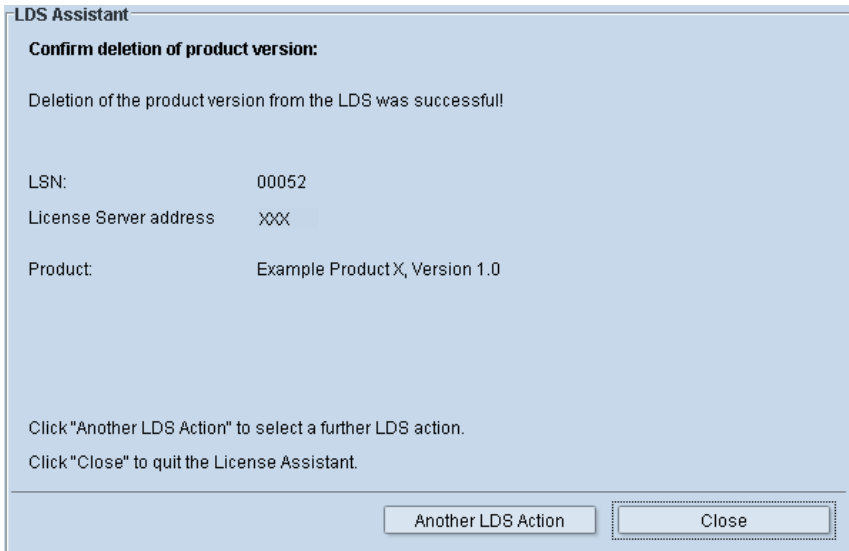 LDS Assistant
Confirm deletion of product version:
Deletion of the product version from the LDS was successful!
LSN: 00052
License Server address XXX
Product: Example Product X, Version 1.0
Click "Another LDS Action" to select a further LDS action.
Click "Close" to quit the License Assistant.
Another LDS Action Close